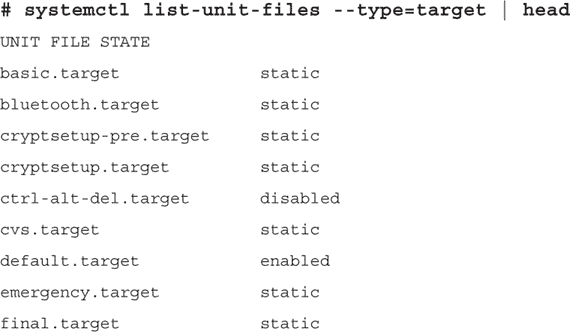 # systemctl list-unit-files --type=target | head
UNIT FILE STATE
basic.target static
bluetooth.target static
cryptsetup-pre.target static
cryptsetup.target static
ctrl-alt-del.target disabled
cvs.target static
default.target enabled
emergency.target static
final.target static